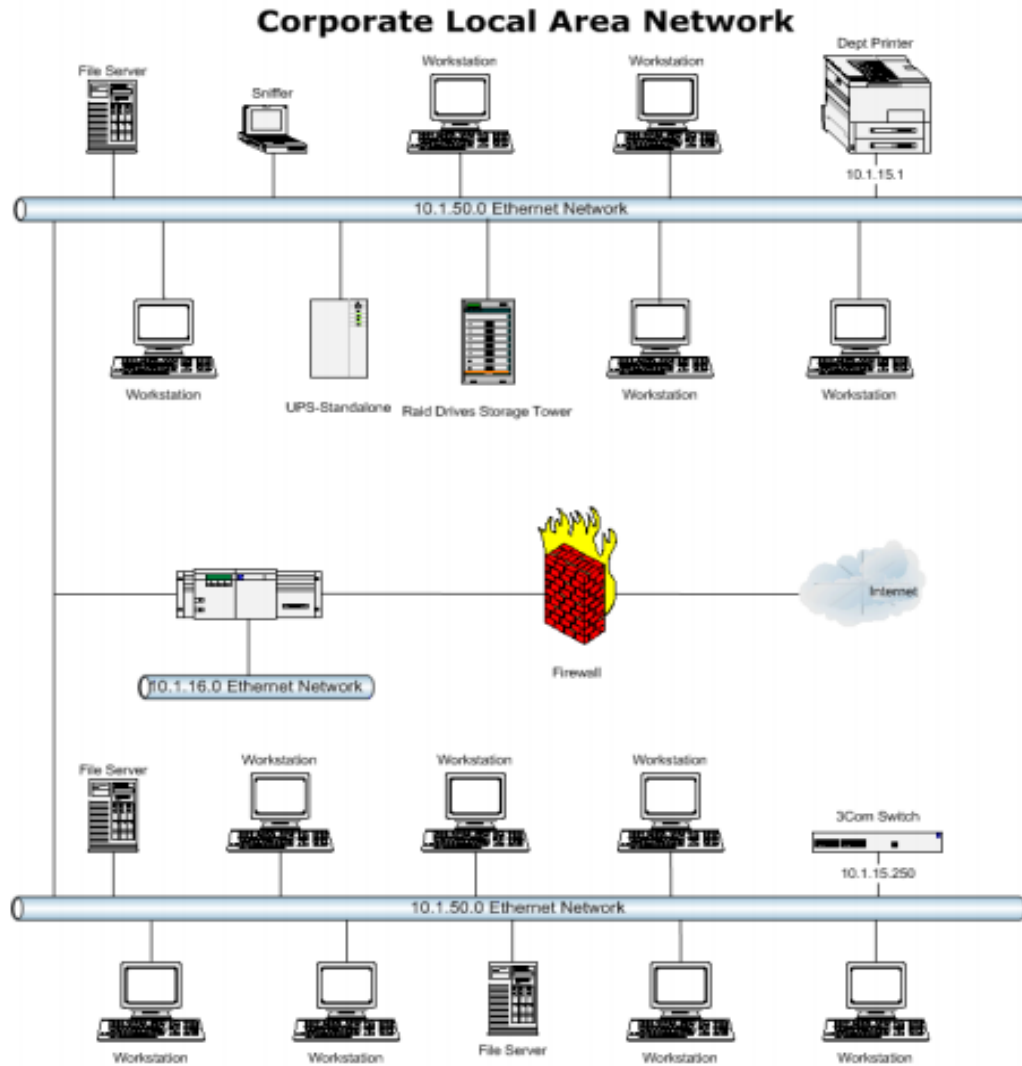 Corporate Local Area Network
File Server
Sniffler
Workstation
Workstation
Dept Printer
10.1.15.1
10.1.50.0 Ethernet Network
Workstation
UPS-Standalone
Raid Drives Storage Tower
Workstation
Workstation
Internet
Firewall
10.1.16.0 Ethernet Network
File Server
Workstation
Workstation
Workstation
3Com Switch
10.1.15.250
10.1.50.0 Ethernet Network
Workstation
Workstation
File Server
Workstation
Workstation